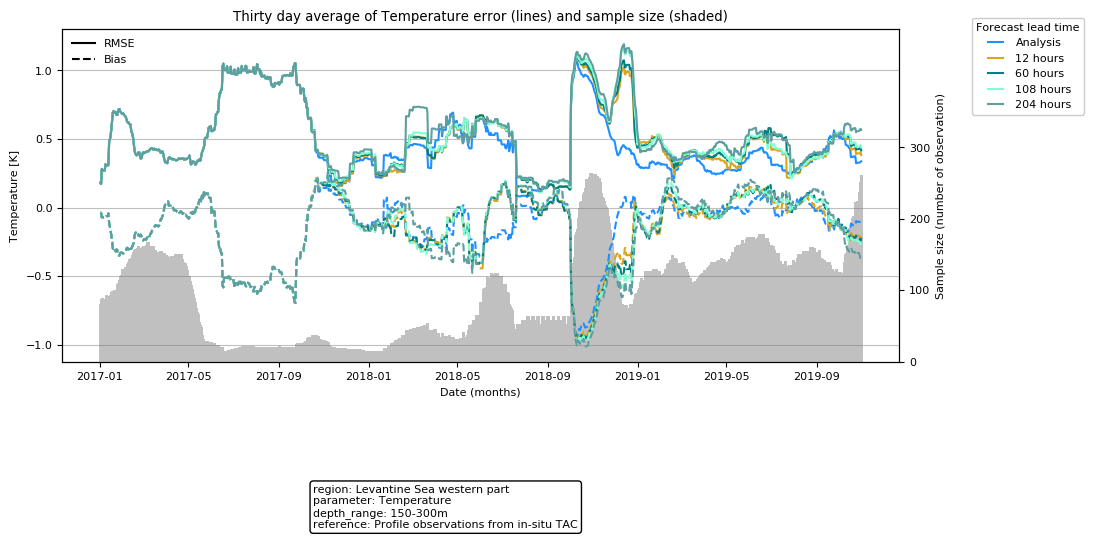 Thirty day average of Temperature error (lines) and sample size (shaded)
Forecast lead time
Analysis
12 hours
60 hours
108 hours
204 hours
RMSE
Bias
Temperature [K]
1.0
0.5
0.0
−0.5
−1.0
Sample size (number of observation)
300
200
100
0
2017-01 2017-05 2017-09 2018-01 2018-05 2018-09 2019-01 2019-05 2019-09
Date (months)
region: Levantine Sea western part
parameter: Temperature
depth_range: 150-300m
reference: Profile observations from in-situ TAC